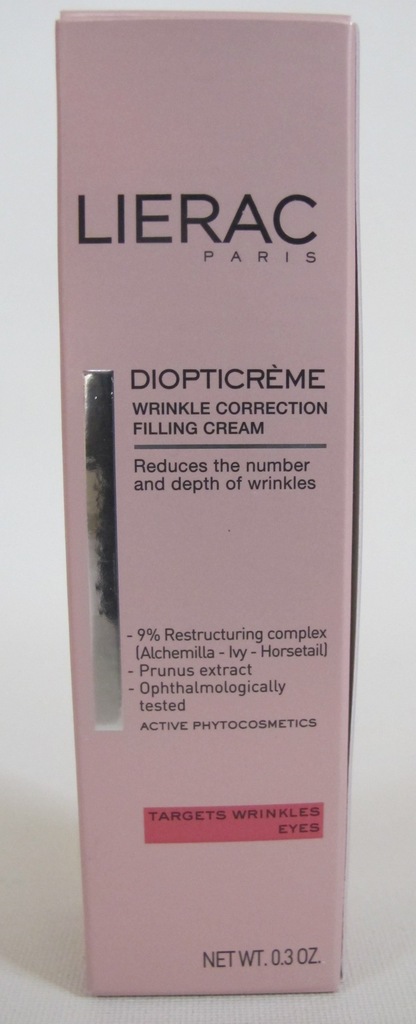 LIERAC
PARIS
DIOPTICRÈME
WRINKLE CORRECTION
FILLING CREAM
Reduces the number
and depth of wrinkles
- 9% Restructuring complex
(Alchemilla - Ivy - Horsetail)
- Prunus extract
- Ophthalmologically
tested
ACTIVE PHYTOCOSMETICS
TARGETS WRINKLES
EYES
NET WT. 0.3 OZ.